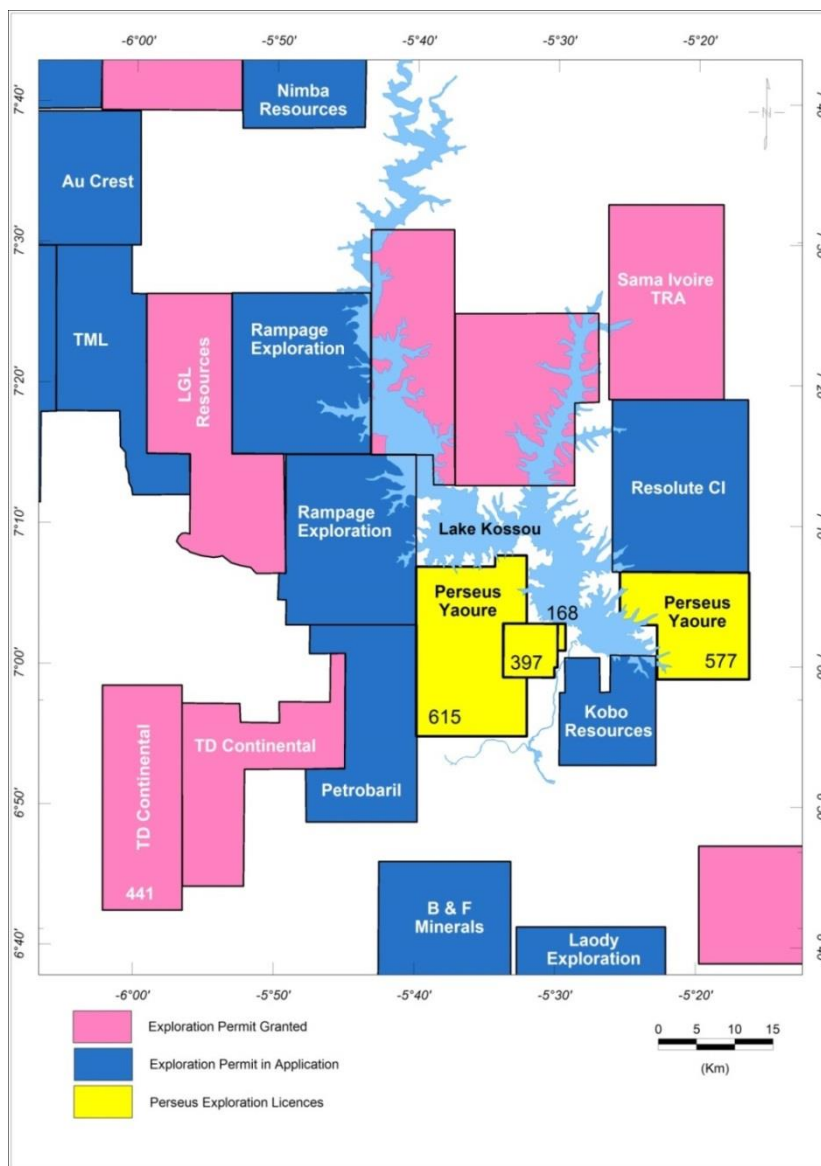 -6°00' -5°50' -5°40' -5°30' -5°20'
7°40'
Nimba
Resources
Au Crest
7°30'
Sama Ivoire
TRA
Rampage
Exploration
TML
LGL
Resources
7°20'
Resolute CI
Rampage
Exploration
7°10'
Lake Kossou
Perseus
Yaoure
168
Perseus
Yaoure
397
577
7°00'
615
Kobo
Resources
TD Continental
TD Continental
Petrobaril
6°50'
441
B & F
Minerals
Laody
Exploration
6°40'
-6°00' -5°50' -5°40' -5°30' -5°20'
N
Exploration Permit Granted
Exploration Permit in Application
Perseus Exploration Licences
0 5 10 15
(Km)